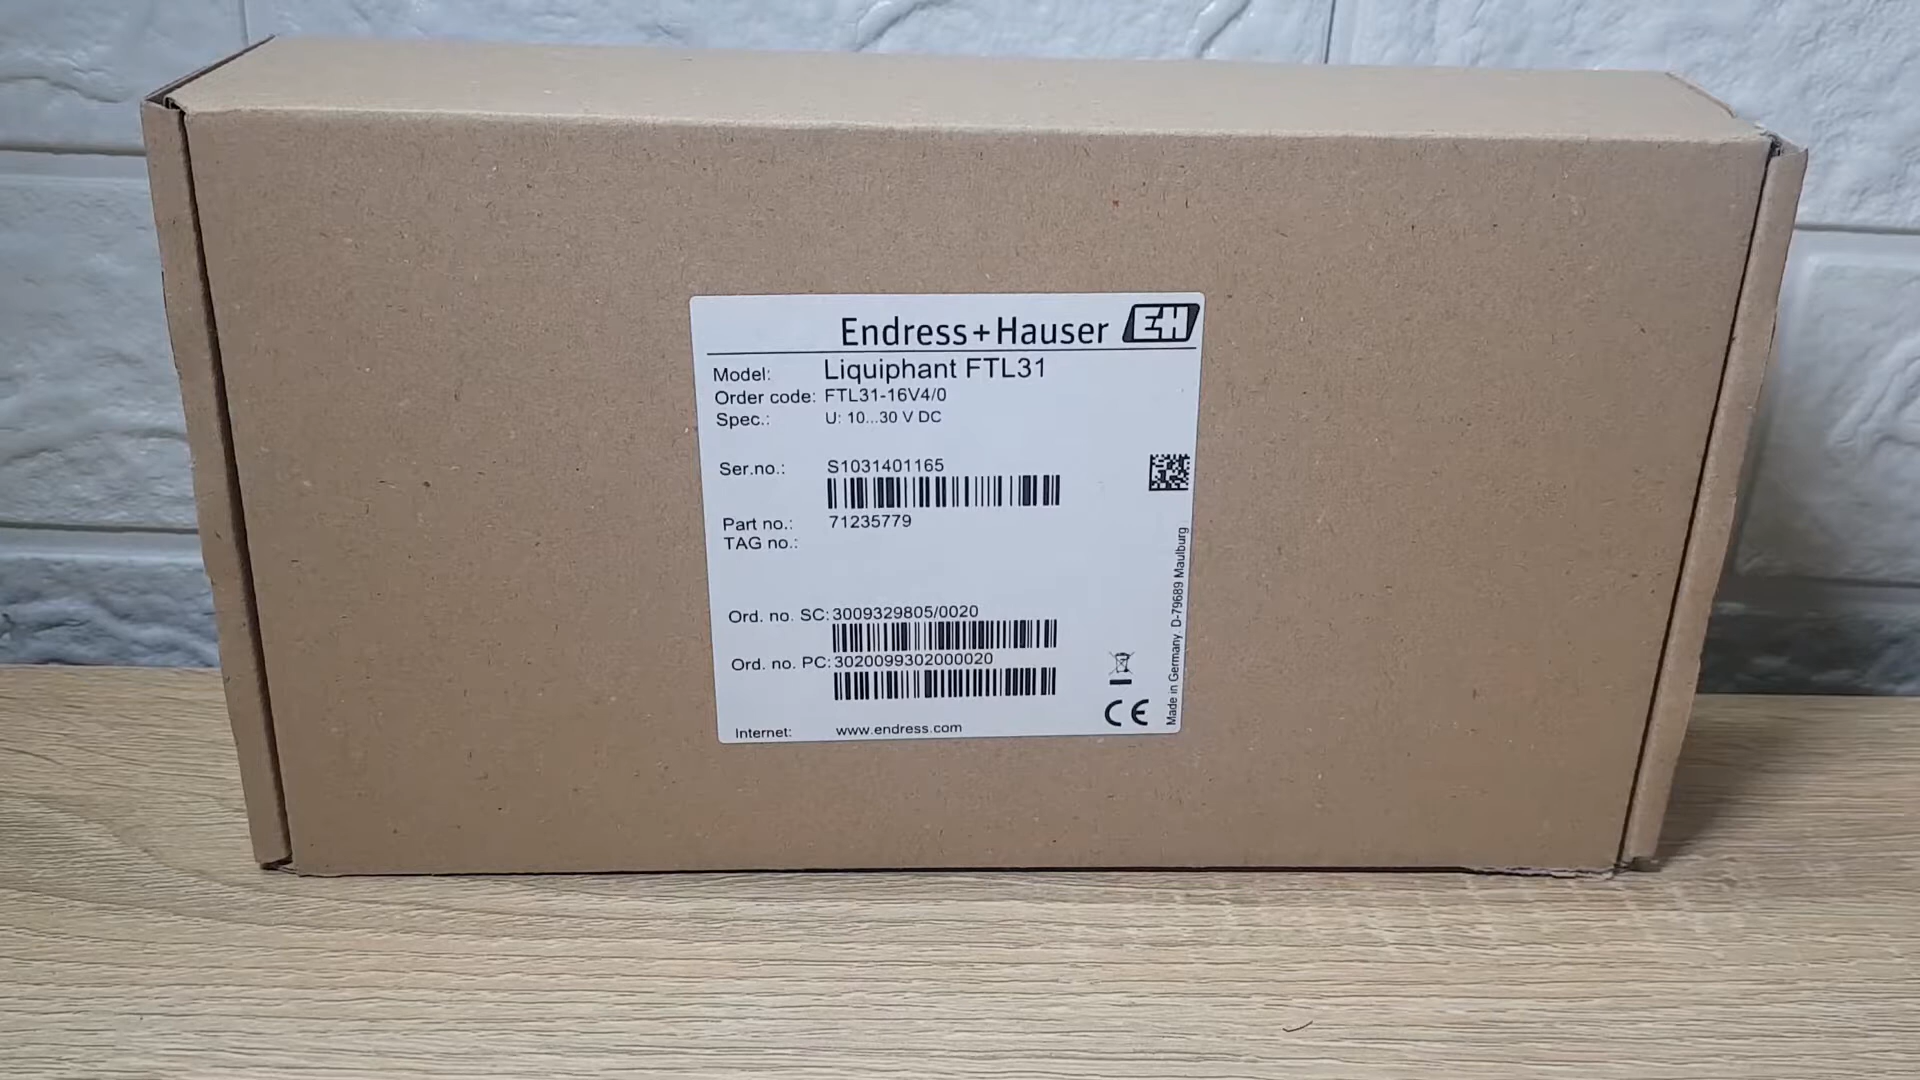 Endress+Hauser EH
Model: Liquiphant FTL31
Order code: FTL31-16V4/0
Spec.: U: 10...30 V DC
Ser.no.: S1031401165
Part no.: 71235779
TAG no.:
Ord. no. SC: 3009329805/0020
Ord. no. PC: 3020099302000020
Internet: www.endress.com
CE
Made in Germany. D-79689 Maulburg